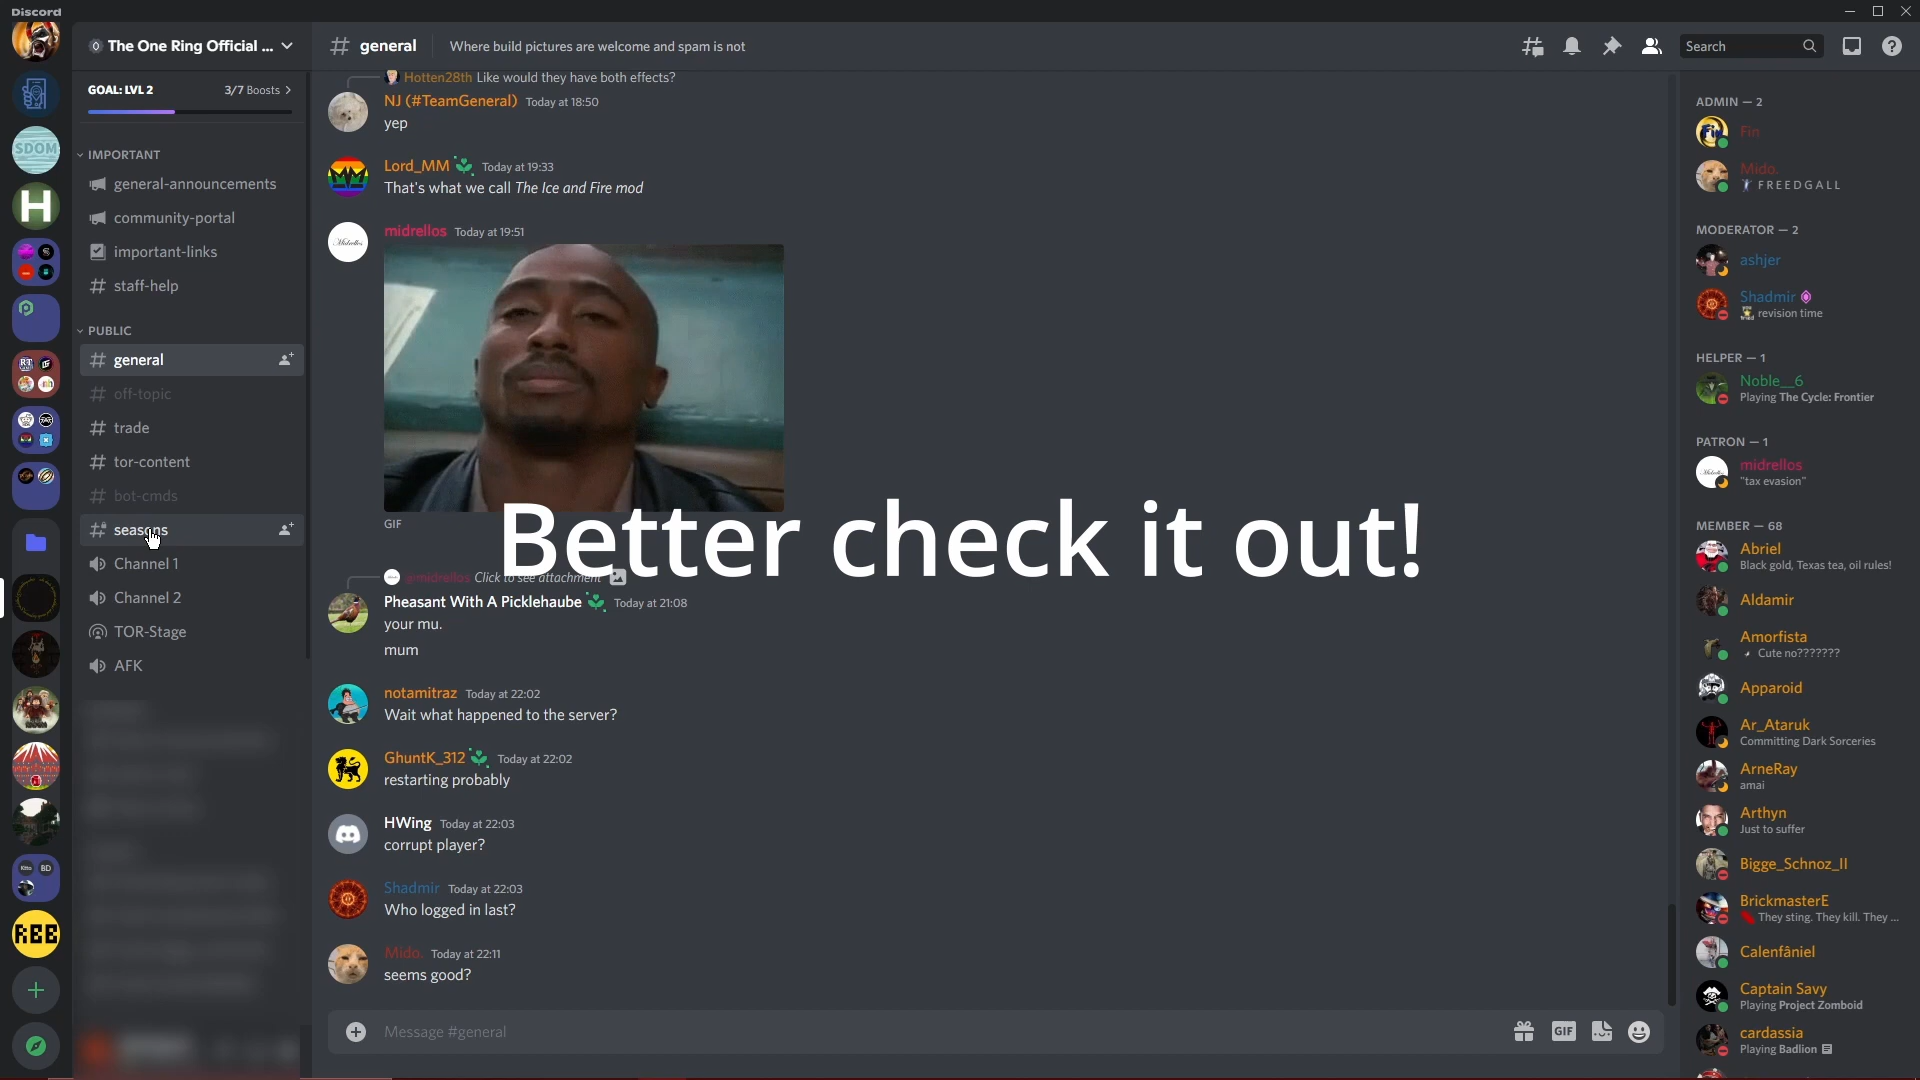 Discord
The One Ring Official ...
GOAL: LVL 2
3/7 Boosts
IMPORTANT
general-announcements
community-portal
important-links
staff-help
PUBLIC
general
off-topic
trade
tor-content
bot-cmds
seasons
Channel 1
Channel 2
TOR-Stage
AFK
SDOM
H
RT
Kitto
BD
REE
general
Where build pictures are welcome and spam is not
Search
Hotten28th Like would they have both effects?
NJ (#TeamGeneral) Today at 18:50
yep
Lord_MM Today at 19:33
That's what we call The Ice and Fire mod
midrellos Today at 19:51
GIF
Better check it out!
@midrellos Click to see attachment
Pheasant With A Picklehaube Today at 21:08
your mu.
mum
notamitraz Today at 22:02
Wait what happened to the server?
GhuntK_312 Today at 22:02
restarting probably
HWing Today at 22:03
corrupt player?
Shadmir Today at 22:03
Who logged in last?
Mido. Today at 22:11
seems good?
Message #general
GIF
ADMIN — 2
Fin
Mido.
FREEDGALL
MODERATOR — 2
ashjer
Shadmir
revision time
HELPER — 1
Noble__6
Playing The Cycle: Frontier
PATRON — 1
midrellos
"tax evasion"
MEMBER — 68
Abriel
Black gold, Texas tea, oil rules!
Aldamir
Amorfista
Cute no???????
Apparoid
Ar_Ataruk
Committing Dark Sorceries
ArneRay
amai
Arthyn
Just to suffer
Bigge_Schnoz_II
BrickmasterE
They sting. They kill. They ...
Calenfâniel
Captain Savy
Playing Project Zomboid
cardassia
Playing Badlion